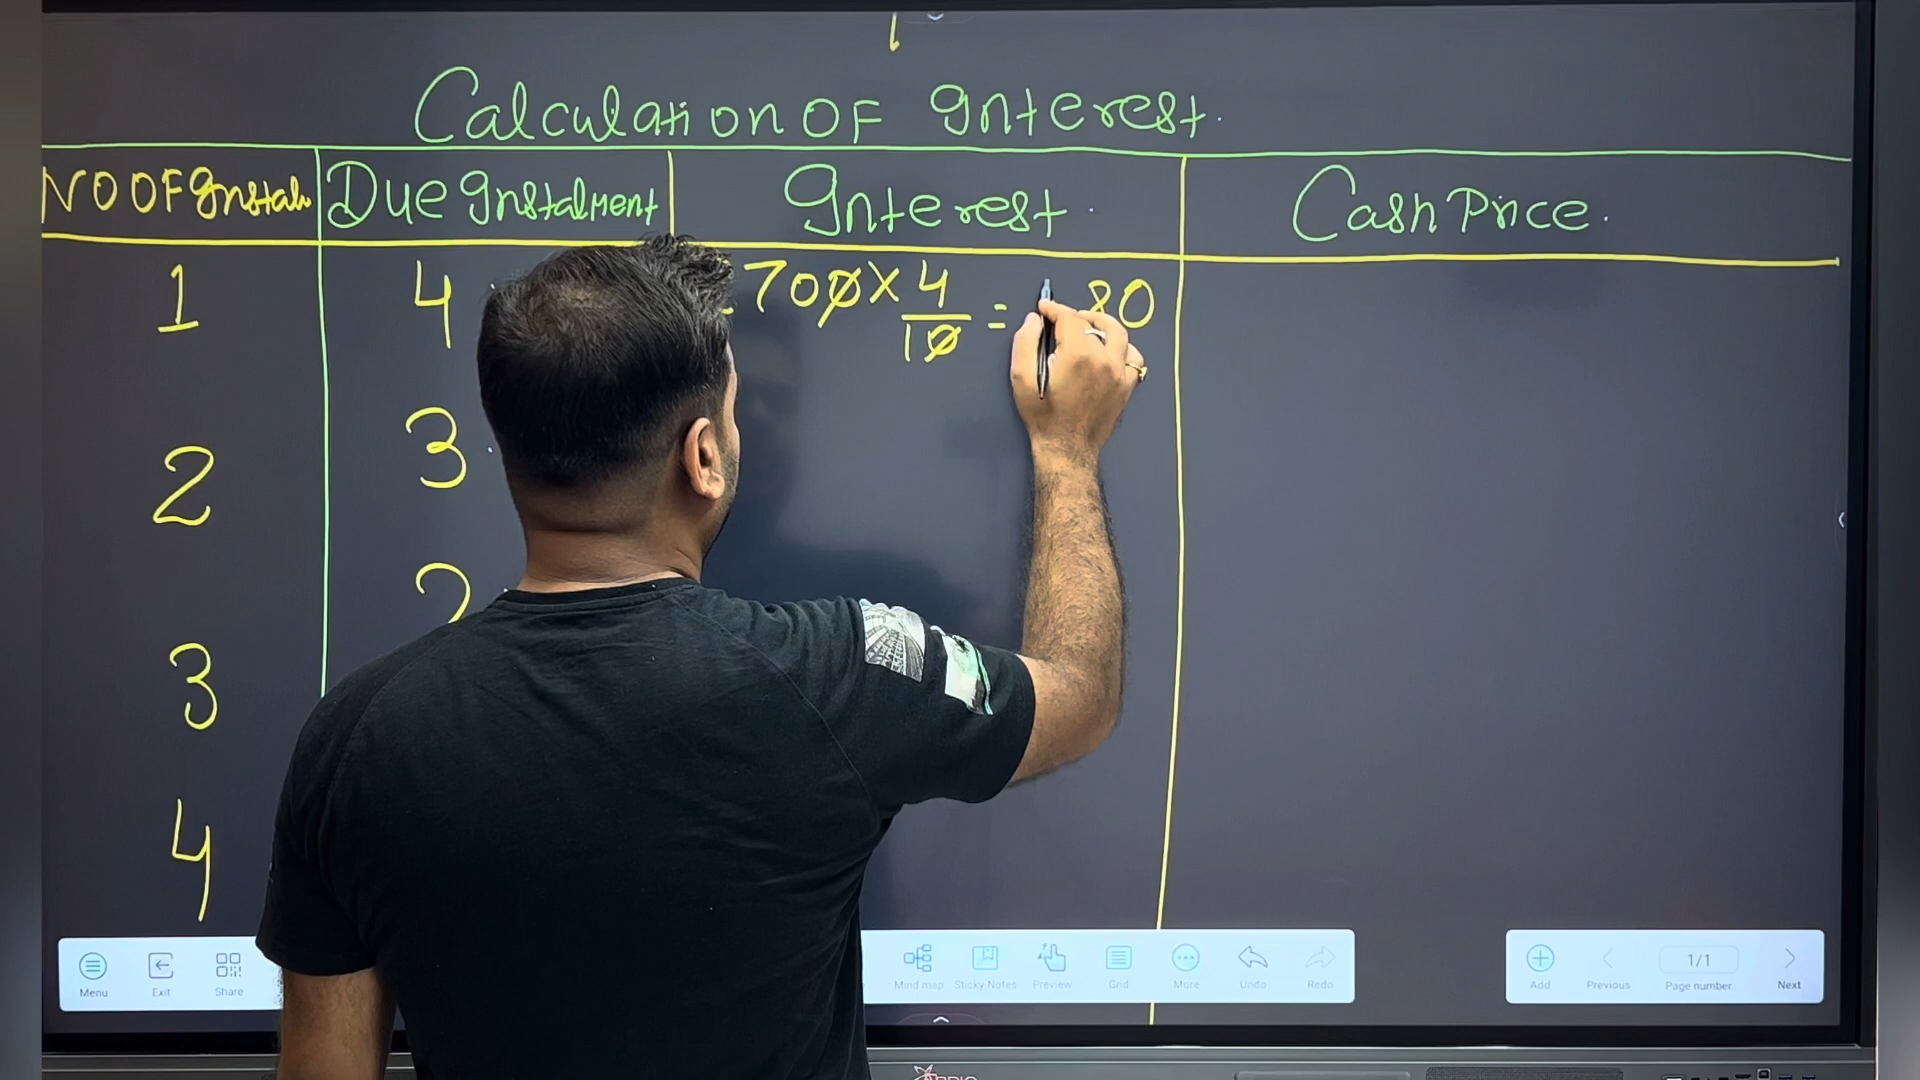 Calculation OF Interest.
NO OF Instal Due Instalment Interest. Cash Price.
1 4 700 X 4/10 = 80
2 3
3 2
4
Menu Exit Share Mind map Sticky Notes Preview Grid More Undo Redo Add Previous 1/1 Page number Next